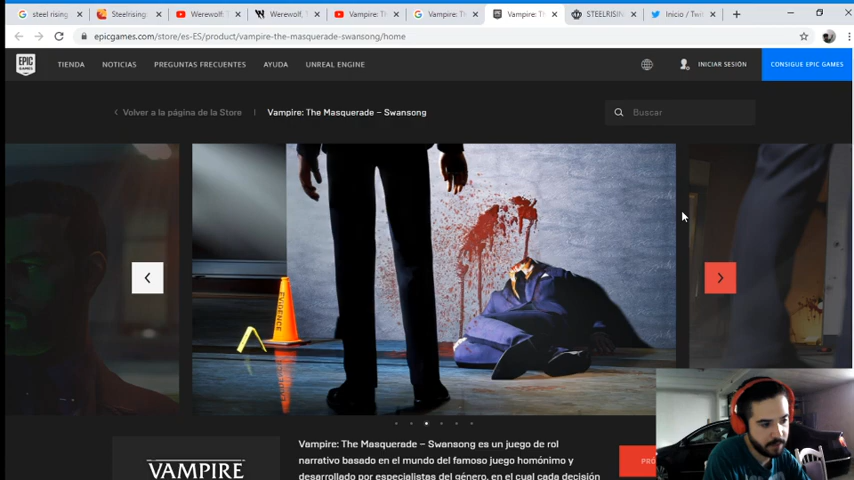 steel rising
Steelrising:
Werewolf: T
Werewolf, T
Vampire: Th
Vampire: Th
Vampire: Th
STEELRISIN
Inicio / Twit
epicgames.com/store/es-ES/product/vampire-the-masquerade-swansong/home
EPIC GAMES
TIENDA
NOTICIAS
PREGUNTAS FRECUENTES
AYUDA
UNREAL ENGINE
INICIAR SESIÓN
CONSIGUE EPIC GAMES
Volver a la página de la Store
Vampire: The Masquerade – Swansong
Buscar
EVIDENCE
VAMPIRE
Vampire: The Masquerade – Swansong es un juego de rol
narrativo basado en el mundo del famoso juego homónimo y
desarrollado por especialistas del género, en el cual cada decisión
PRÓ